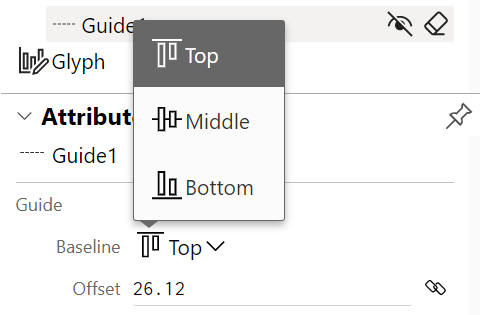 Guide1
Glyph
Top
Middle
Bottom
Attribut
Guide1
Guide
Baseline Top
Offset 26.12